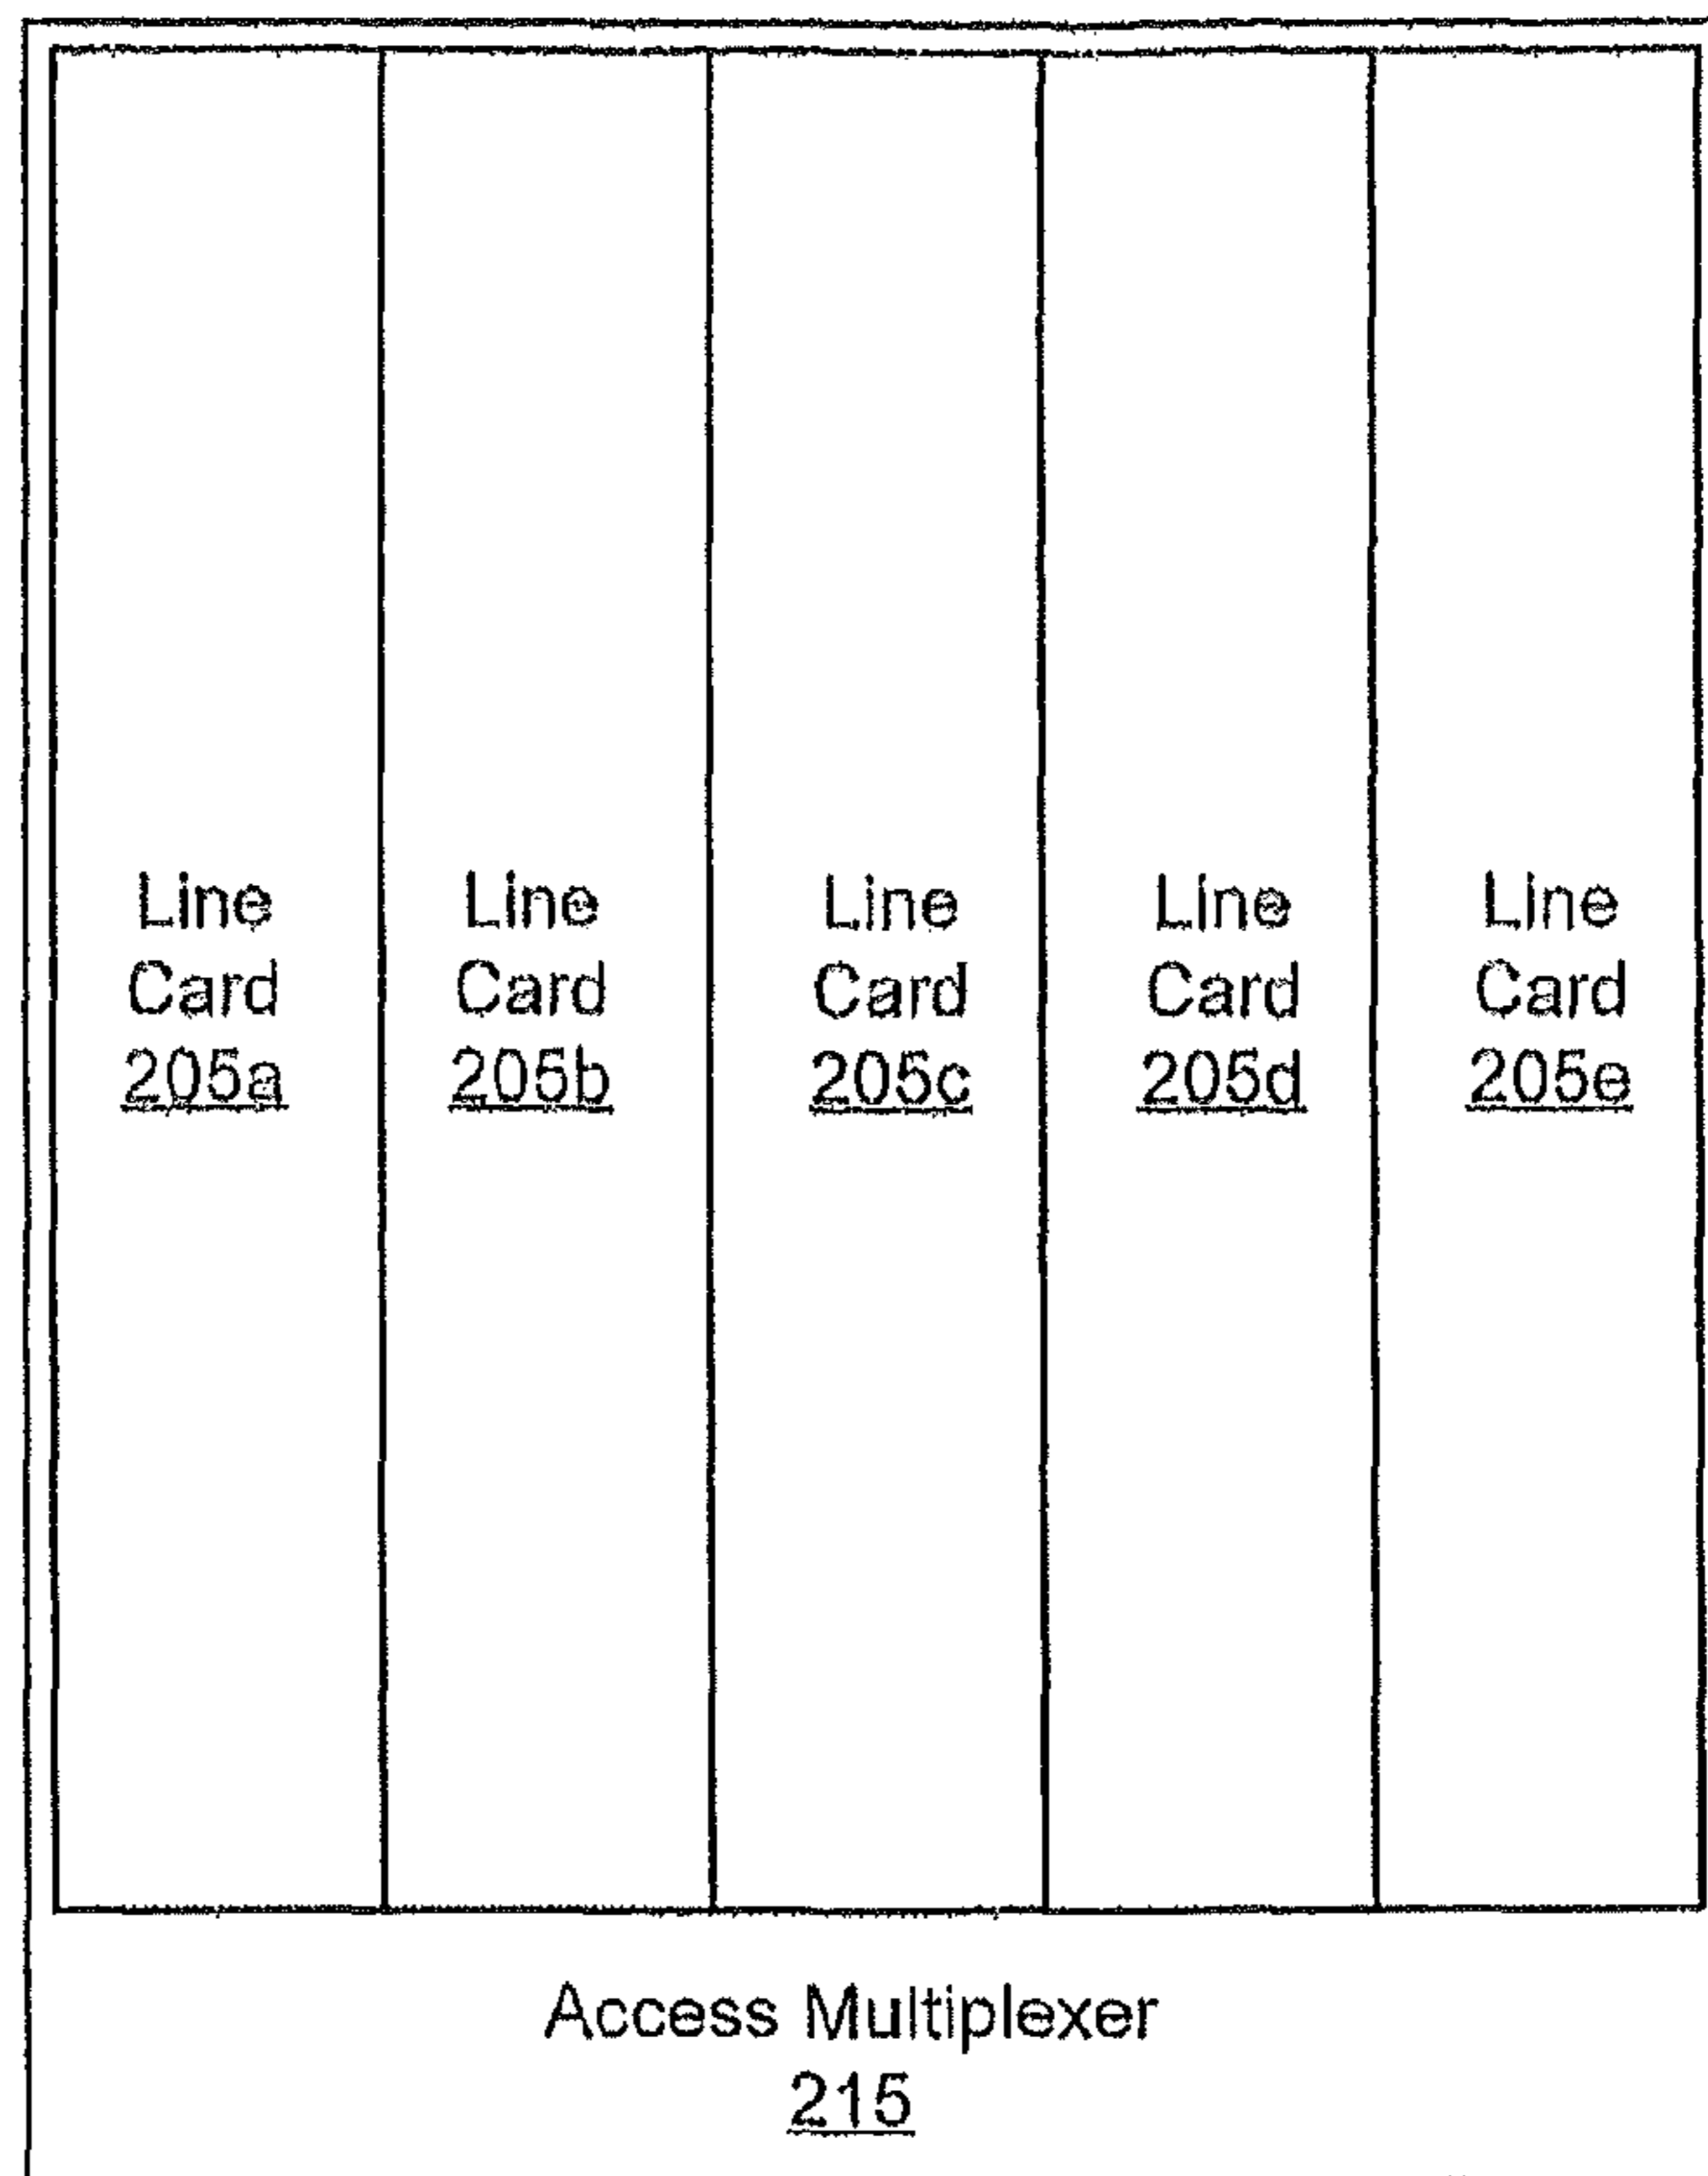 Line Card 205a
Line Card 205b
Line Card 205c
Line Card 205d
Line Card 205e
Access Multiplexer
215